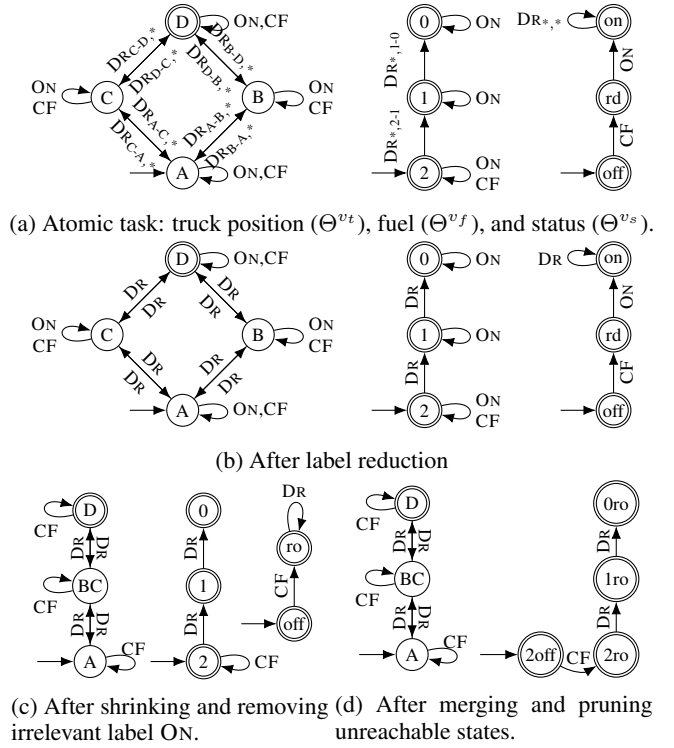 D
ON,CF
DRC-D,*
DRD-C,*
DRB-D,*
DRD-B,*
ON
CF
C
B
ON
CF
DRA-C,*
DRC-A,*
DRA-B,*
DRB-A,*
A
ON,CF
0
ON
DR*,1-0
1
ON
DR*,2-1
2
ON
CF
DR*,*
on
ON
rd
CF
off
(a) Atomic task: truck position (Θ^{v_t}), fuel (Θ^{v_f}), and status (Θ^{v_s}).
D
ON,CF
DR
DR
DR
DR
ON
CF
C
B
ON
CF
DR
DR
DR
DR
A
ON,CF
0
ON
DR
1
ON
DR
2
ON
CF
DR
on
ON
rd
CF
off
(b) After label reduction
D
CF
DR
DR
BC
CF
DR
DR
A
CF
0
DR
1
DR
2
CF
DR
ro
CF
off
D
CF
DR
DR
BC
CF
DR
DR
A
CF
0ro
DR
1ro
DR
2off
CF
2ro
(c) After shrinking and removing
irrelevant label ON.
(d) After merging and pruning
unreachable states.